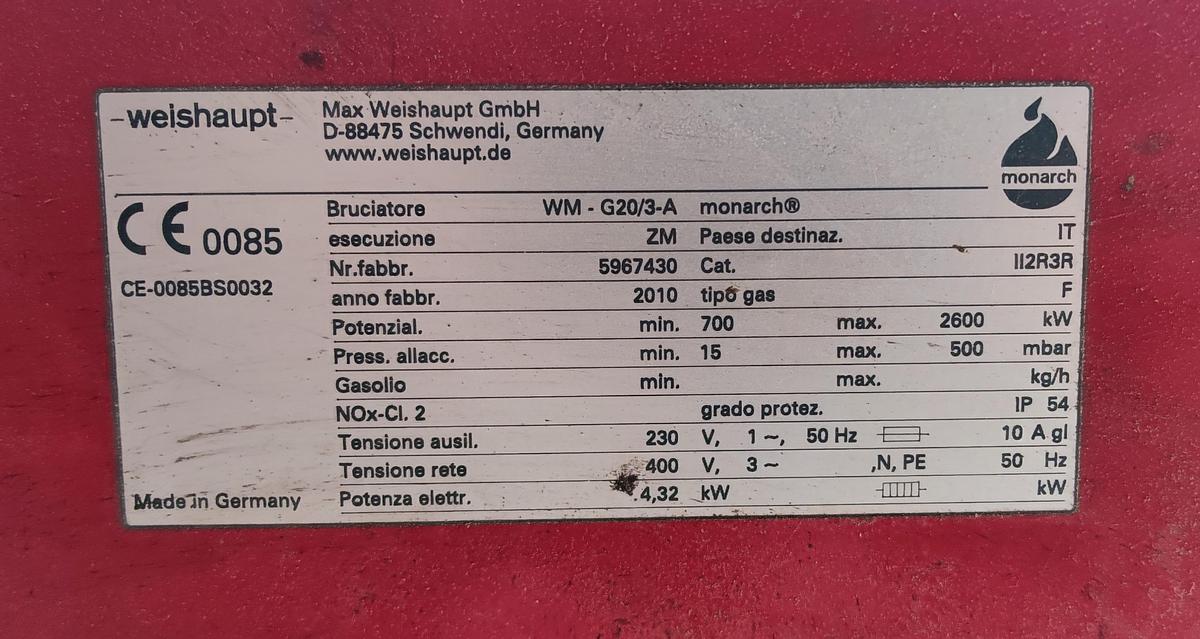 -weishaupt-
Max Weishaupt GmbH
D-88475 Schwendi, Germany
www.weishaupt.de
monarch
CE 0085
CE-0085BS0032
Bruciatore WM - G20/3-A monarch®
esecuzione ZM Paese destinaz. IT
Nr.fabbr. 5967430 Cat. II2R3R
anno fabbr. 2010 tipo gas F
Potenzial. min. 700 max. 2600 kW
Press. allacc. min. 15 max. 500 mbar
Gasolio min. max. kg/h
NOx-Cl. 2 grado protez. IP 54
Tensione ausil. 230 V, 1 ~, 50 Hz 10 A gl
Tensione rete 400 V, 3 ~ ,N, PE 50 Hz
Potenza elettr. 4,32 kW kW
Made in Germany